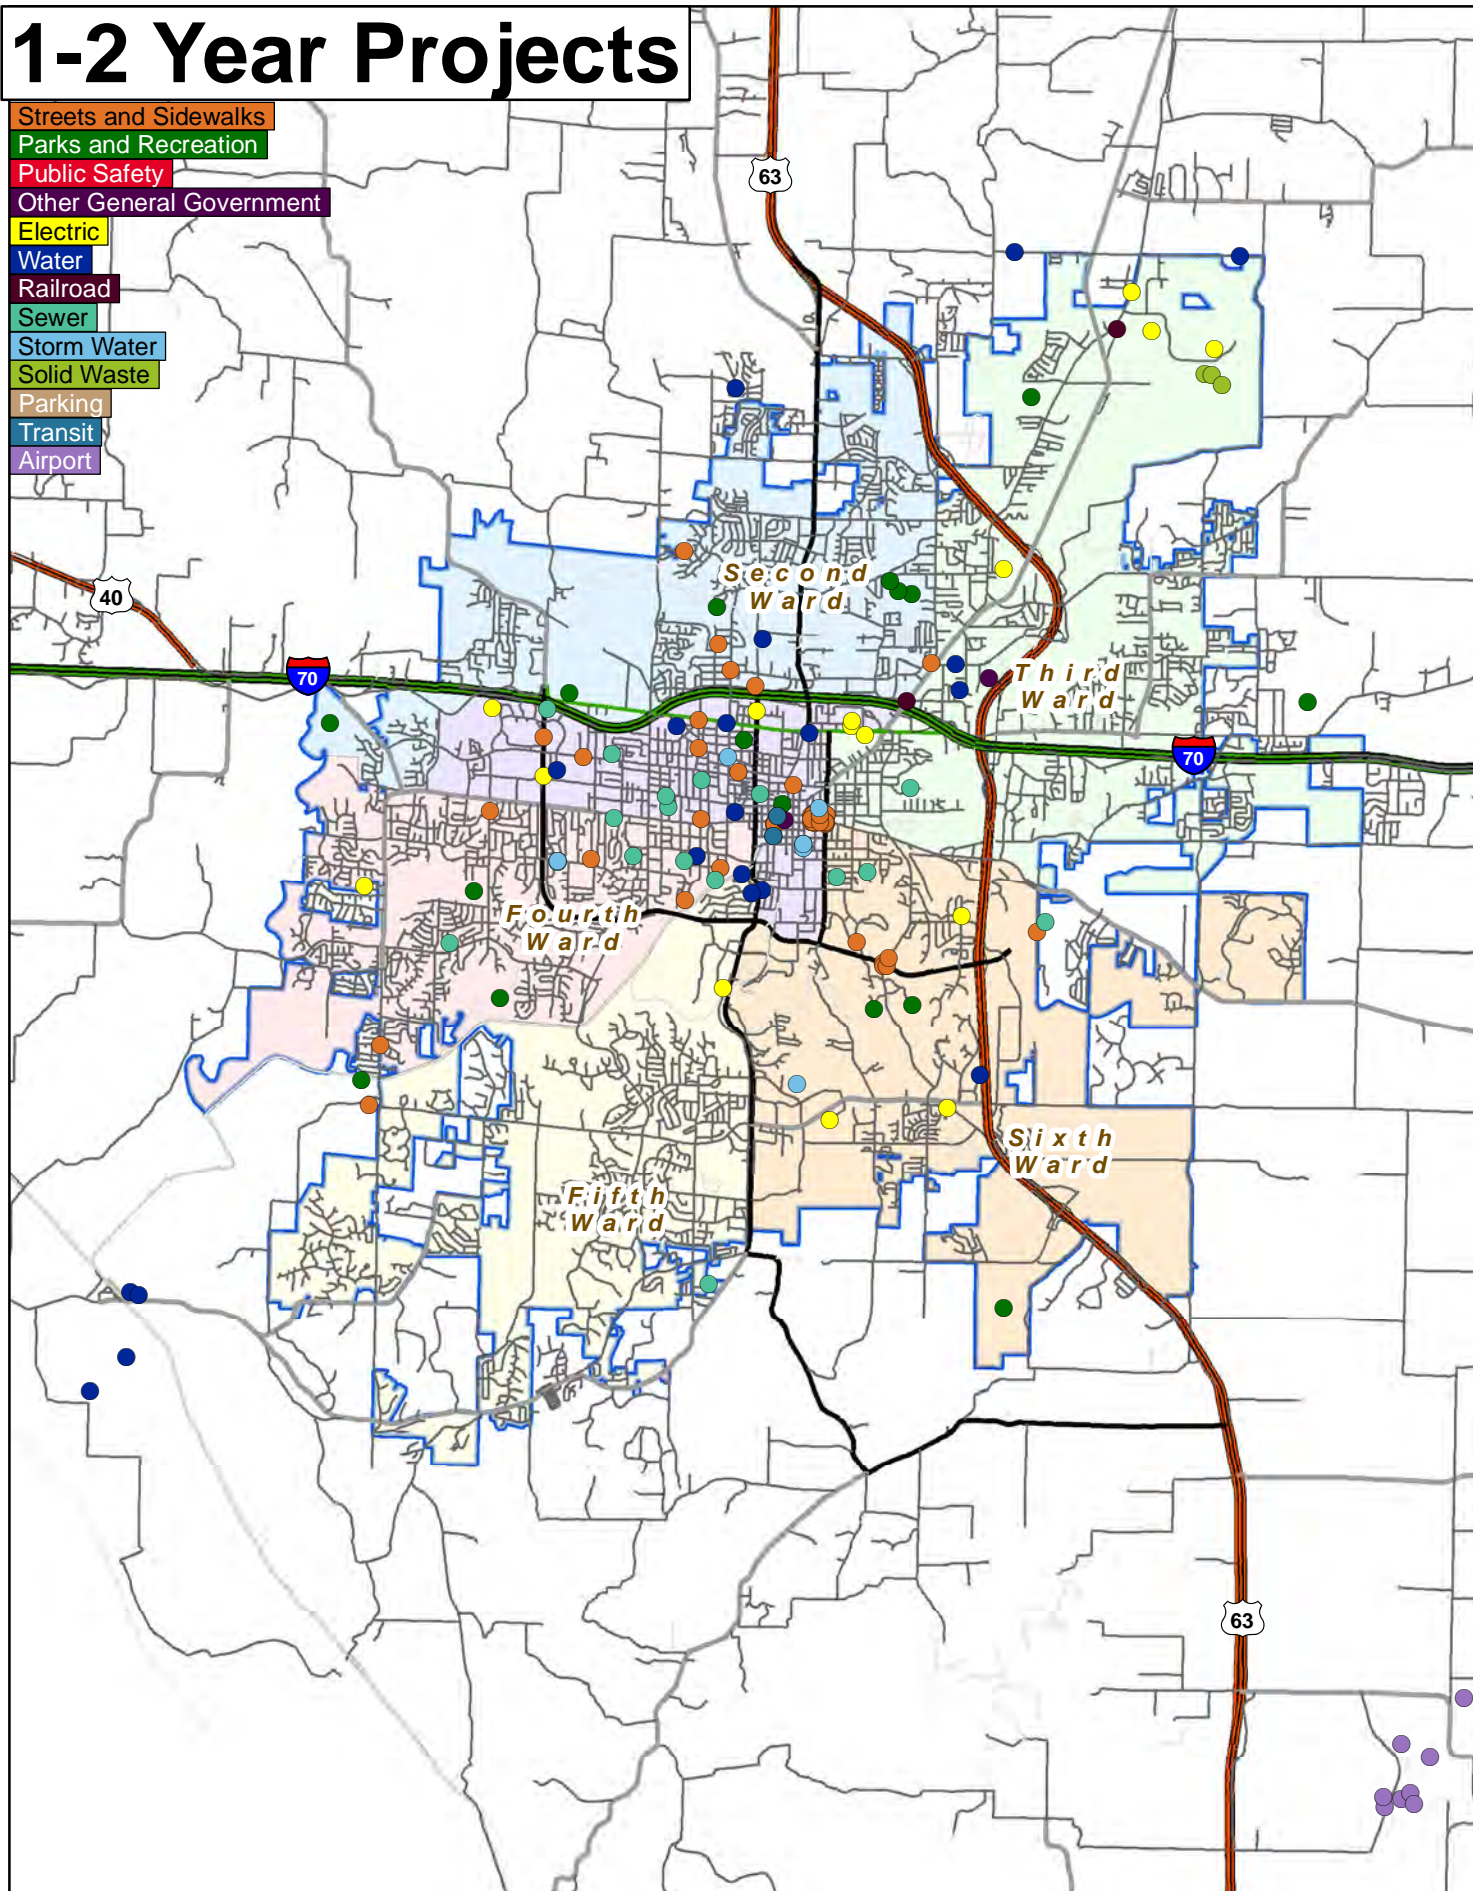 1-2 Year Projects
Streets and Sidewalks
Parks and Recreation
Public Safety
Other General Government
Electric
Water
Railroad
Sewer
Storm Water
Solid Waste
Parking
Transit
Airport
63
40
Second
Ward
70
Third
Ward
70
Fourth
Ward
Sixth
Ward
Fifth
Ward
63